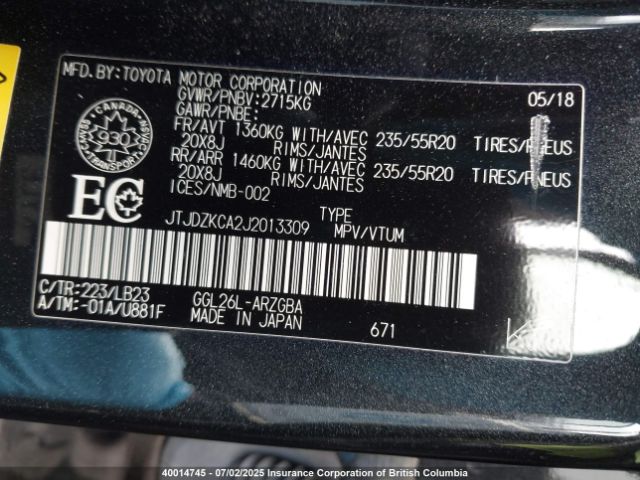 MFD.BY:TOYOTA MOTOR CORPORATION 05/18
GVWR/PNBV:2715KG
GAWR/PNBE:
FR/AVT 1360KG WITH/AVEC 235/55R20 TIRES/PNEUS
20X8J RIMS/JANTES
RR/ARR 1460KG WITH/AVEC 235/55R20 TIRES/PNEUS
20X8J RIMS/JANTES
ICES/NMB-002
CANADA
930
TRANSPORT
EC
TYPE
JTJDZKCA2J2013309 MPV/VTUM
C/TR:223/LB23 GGL26L-ARZGBA
A/TM:-01A/U881F MADE IN JAPAN 671
40014745 - 07/02/2025 Insurance Corporation of British Columbia